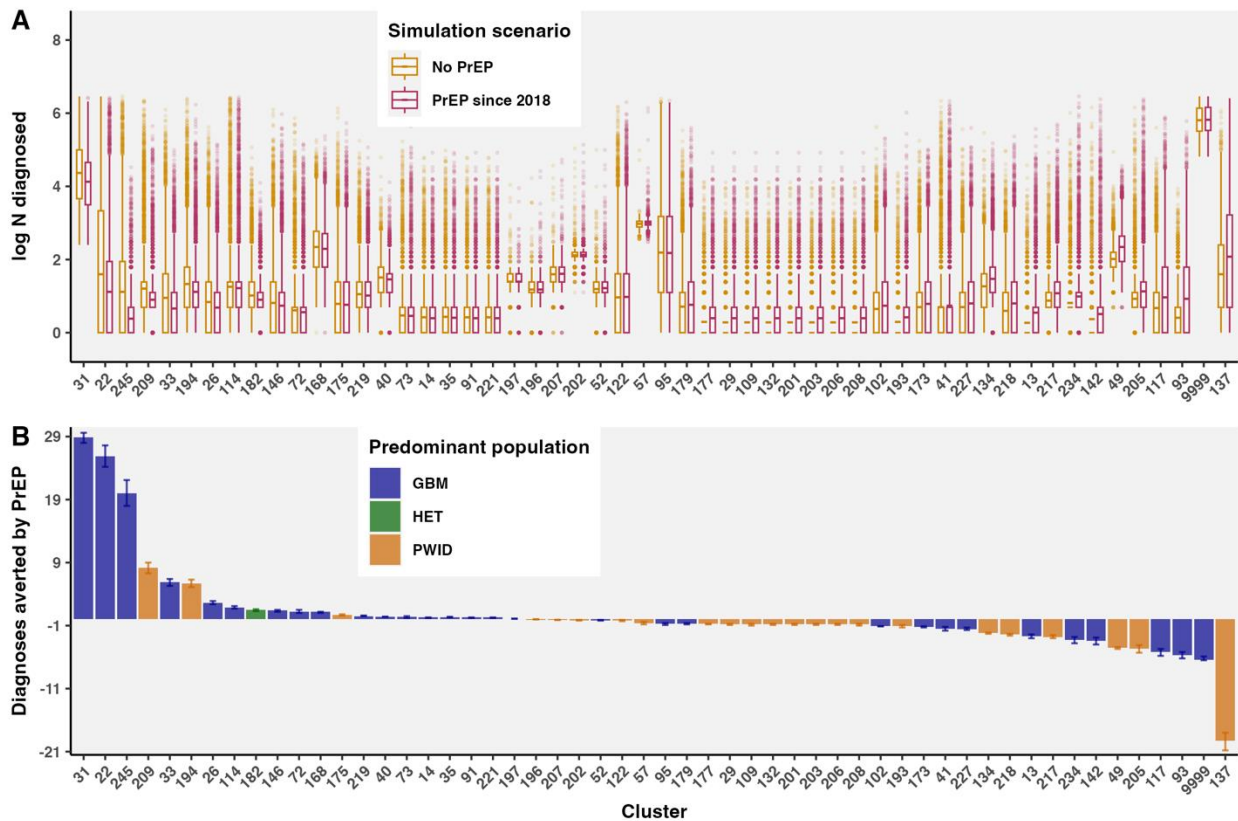 A
Simulation scenario
No PrEP
PrEP since 2018
log N diagnosed
8
6
4
2
0
31 22 245 209 33 194 26 114 182 146 72 168 175 219 40 73 14 35 91 221 197 196 207 202 52 122 57 95 179 177 29 109 132 201 203 206 208 102 193 173 41 227 134 218 13 217 234 142 49 205 117 93 9999 137
B
Predominant population
GBM
HET
PWID
Diagnoses averted by PrEP
29
19
9
-1
-11
-21
31 22 245 209 33 194 26 114 182 146 72 168 175 219 40 73 14 35 91 221 197 196 207 202 52 122 57 95 179 177 29 109 132 201 203 206 208 102 193 173 41 227 134 218 13 217 234 142 49 205 117 93 9999 137
Cluster